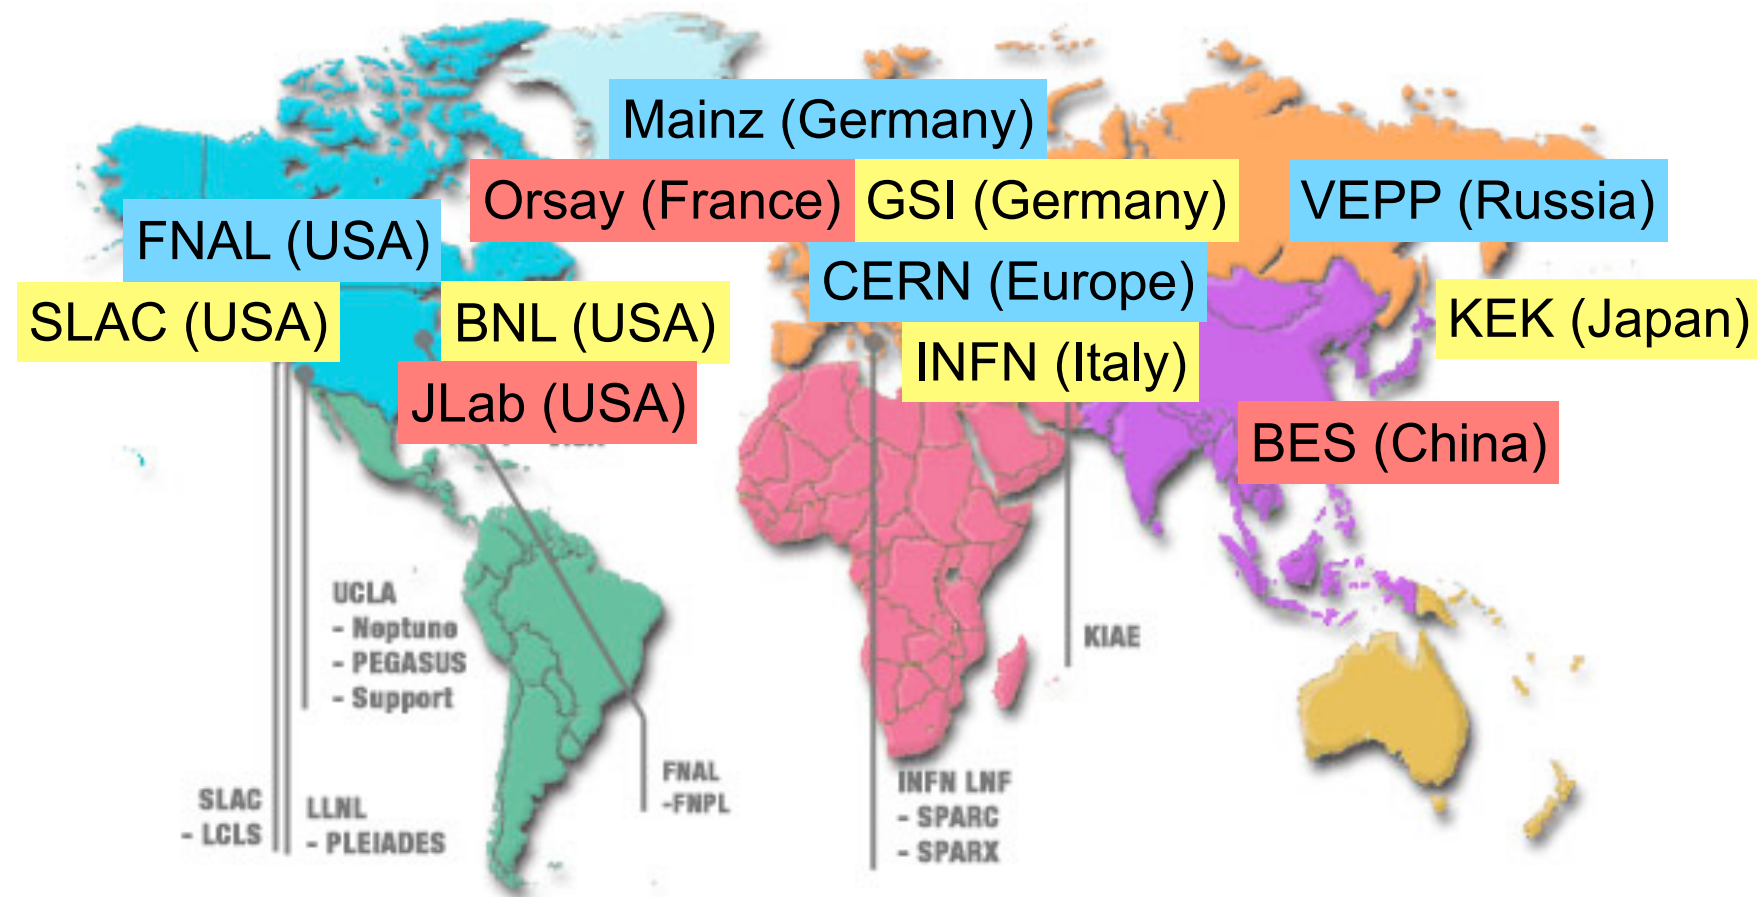 Mainz (Germany)
Orsay (France)
GSI (Germany)
VEPP (Russia)
FNAL (USA)
CERN (Europe)
SLAC (USA)
BNL (USA)
KEK (Japan)
INFN (Italy)
JLab (USA)
BES (China)
UCLA
- Neptune
- PEGASUS
- Support
KIAE
SLAC
- LCLS
LLNL
- PLEIADES
FNAL
-FNPL
INFN LNF
- SPARC
- SPARX